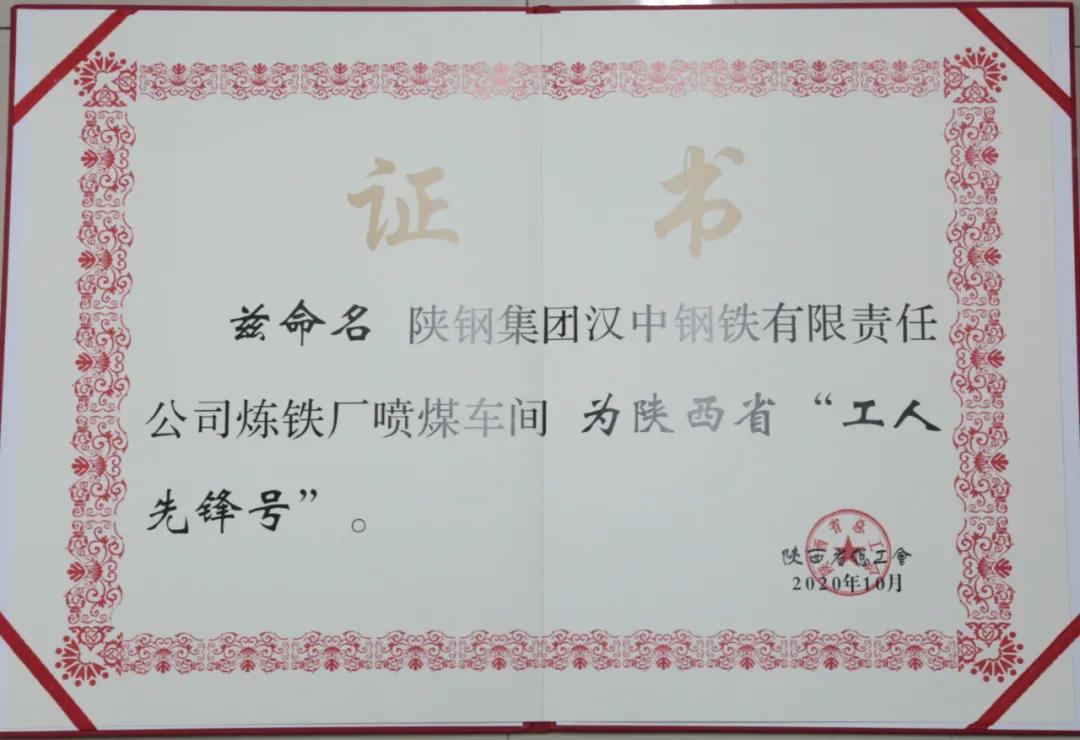 证书
兹命名 陕钢集团汉中钢铁有限责任
公司炼铁厂喷煤车间 为陕西省“工人
先锋号”。
陕西省总工會
2020年10月